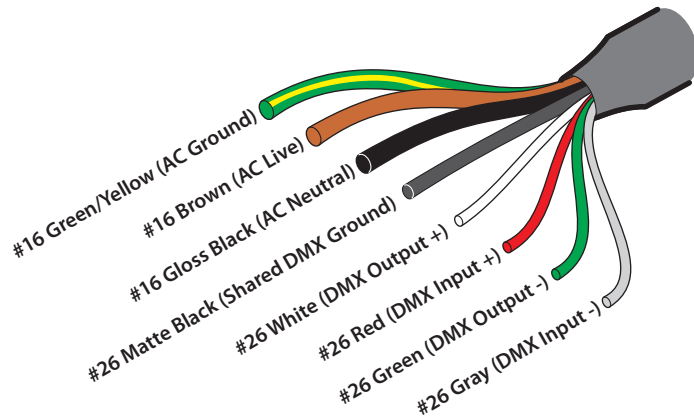 #16 Green/Yellow (AC Ground)
#16 Brown (AC Live)
#16 Gloss Black (AC Neutral)
#26 Matte Black (Shared DMX Ground)
#26 White (DMX Output +)
#26 Red (DMX Input +)
#26 Green (DMX Output -)
#26 Gray (DMX Input -)